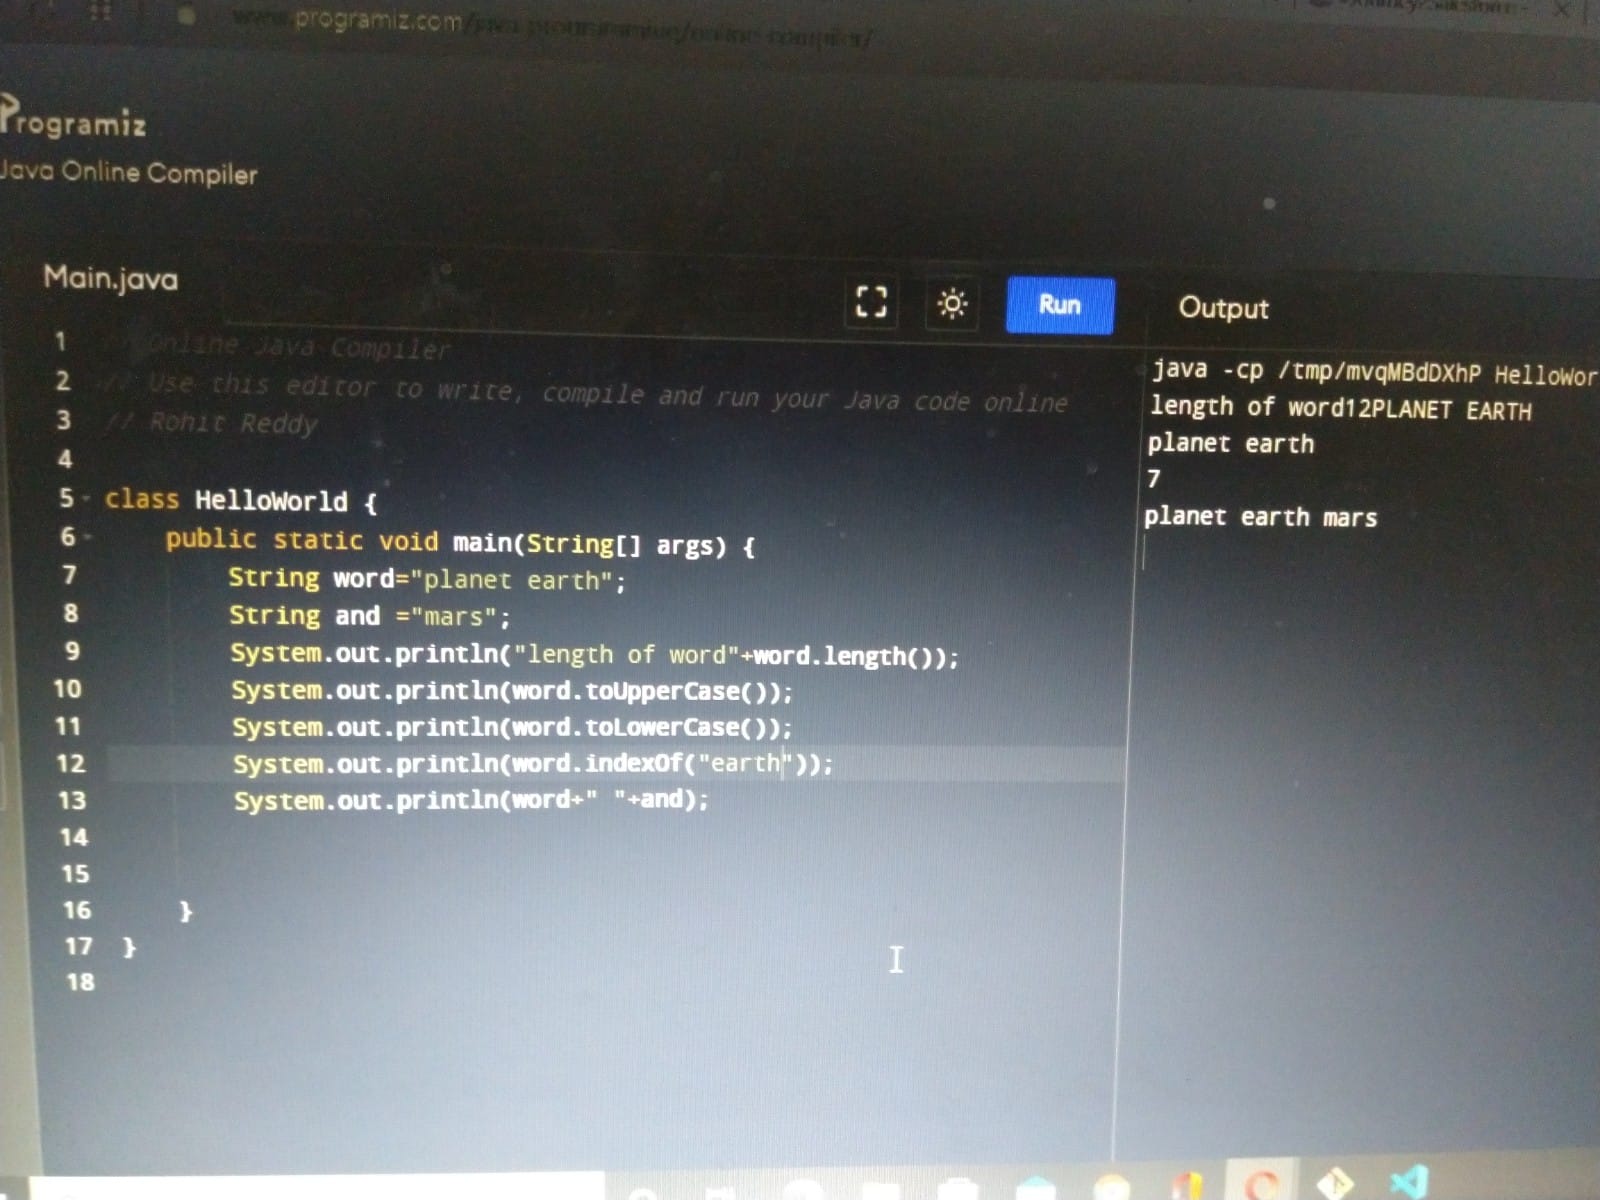 www.programiz.com/java-programming/online-compiler/
Programiz
Java Online Compiler
Main.java
Run
Output
1 // Online Java Compiler
2 // Use this editor to write, compile and run your Java code online
3 // Rohit Reddy
4
5 class HelloWorld {
6 public static void main(String[] args) {
7 String word="planet earth";
8 String and ="mars";
9 System.out.println("length of word"+word.length());
10 System.out.println(word.toUpperCase());
11 System.out.println(word.toLowerCase());
12 System.out.println(word.indexOf("earth"));
13 System.out.println(word+" "+and);
14
15
16 }
17 }
18
java -cp /tmp/mvqMBdDXhP HelloWor
length of word12PLANET EARTH
planet earth
7
planet earth mars